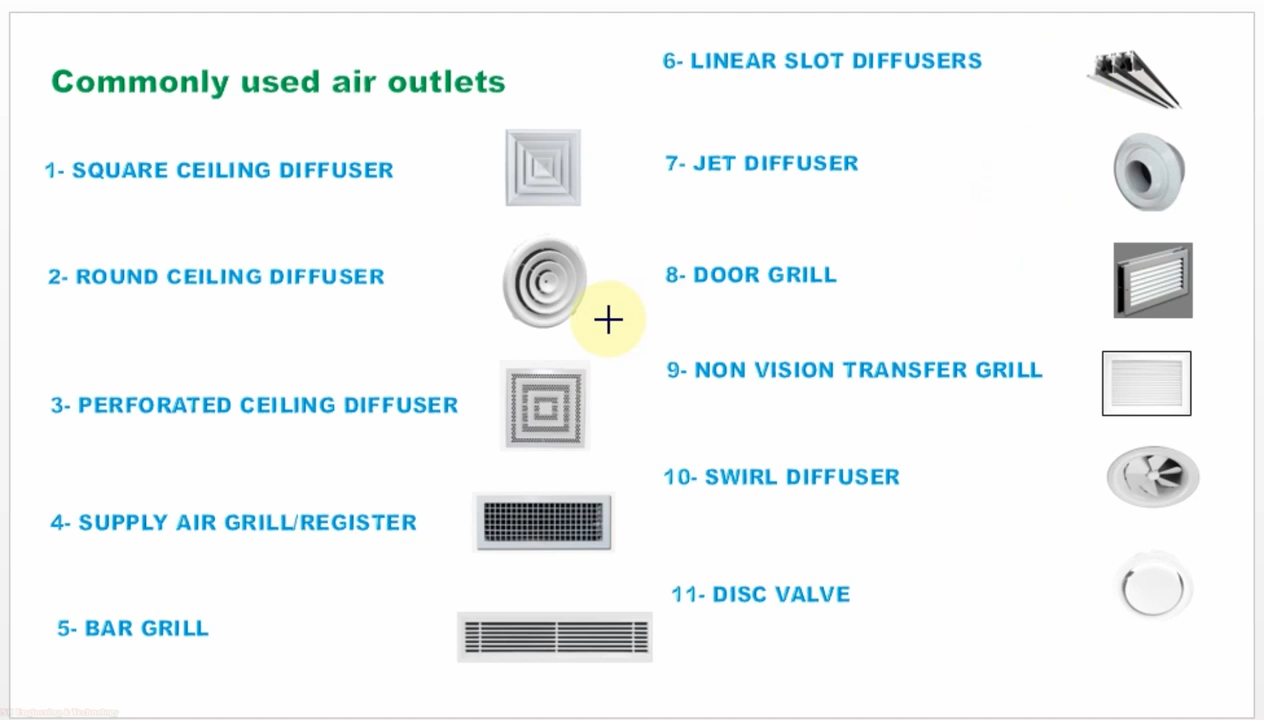 Commonly used air outlets
1- SQUARE CEILING DIFFUSER
2- ROUND CEILING DIFFUSER
3- PERFORATED CEILING DIFFUSER
4- SUPPLY AIR GRILL/REGISTER
5- BAR GRILL
6- LINEAR SLOT DIFFUSERS
7- JET DIFFUSER
8- DOOR GRILL
9- NON VISION TRANSFER GRILL
10- SWIRL DIFFUSER
11- DISC VALVE
Engineering & Technology